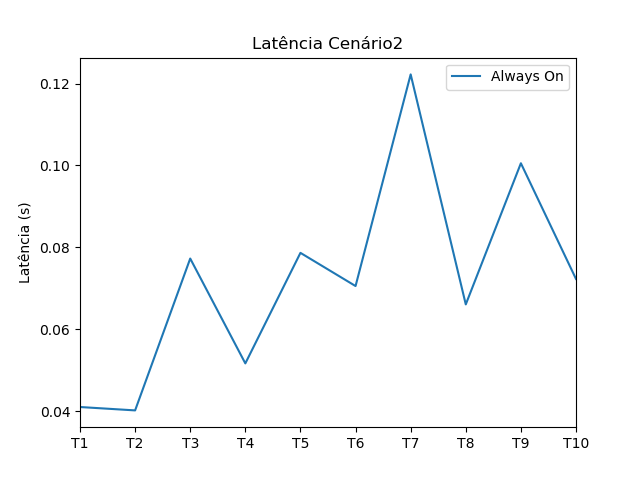 Latência Cenário2
Always On
Latência (s)
0.12
0.10
0.08
0.06
0.04
T1 T2 T3 T4 T5 T6 T7 T8 T9 T10